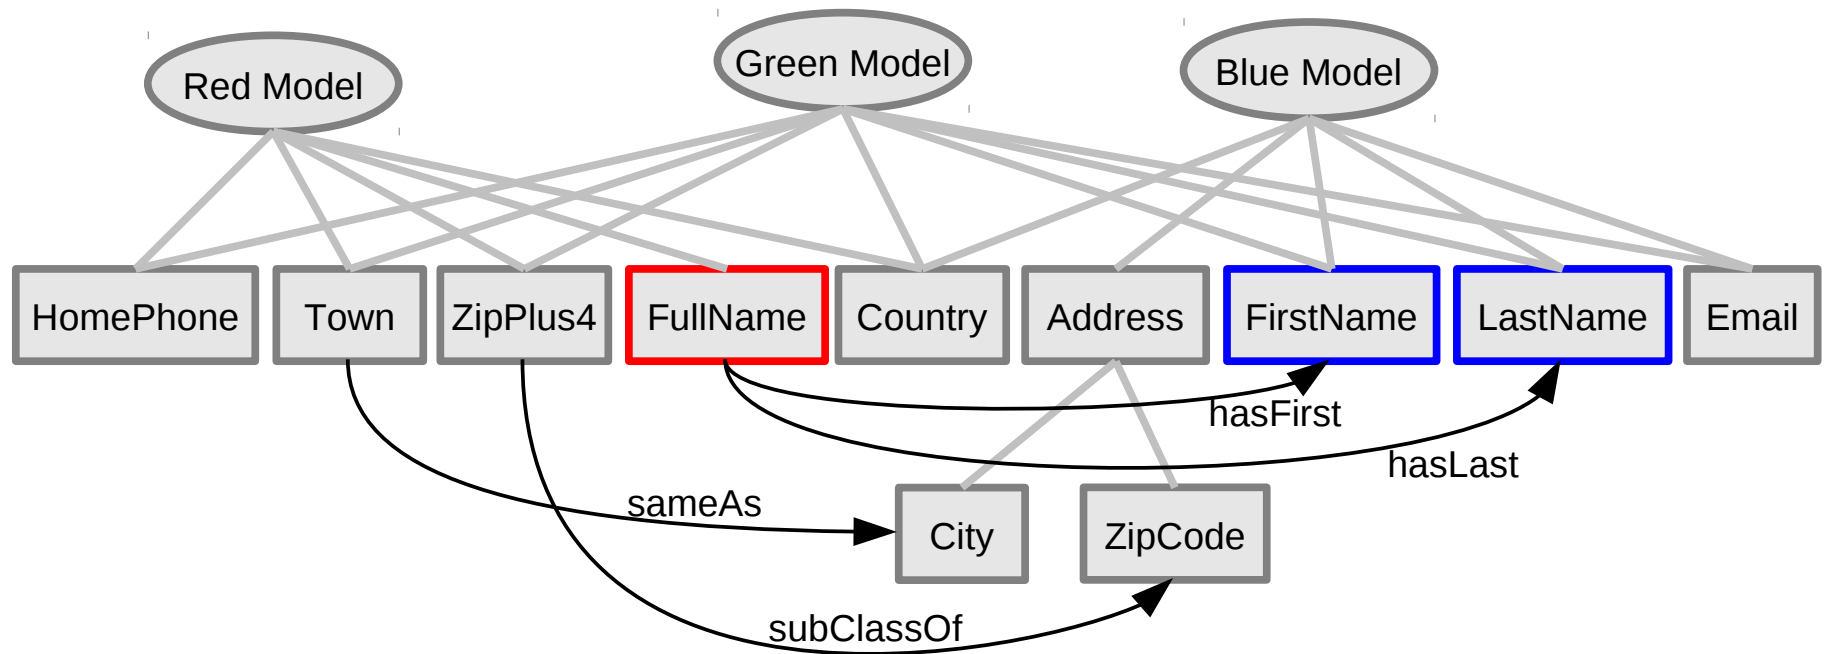 Red Model
Green Model
Blue Model
HomePhone
Town
ZipPlus4
FullName
Country
Address
FirstName
LastName
Email
hasFirst
hasLast
sameAs
City
ZipCode
subClassOf